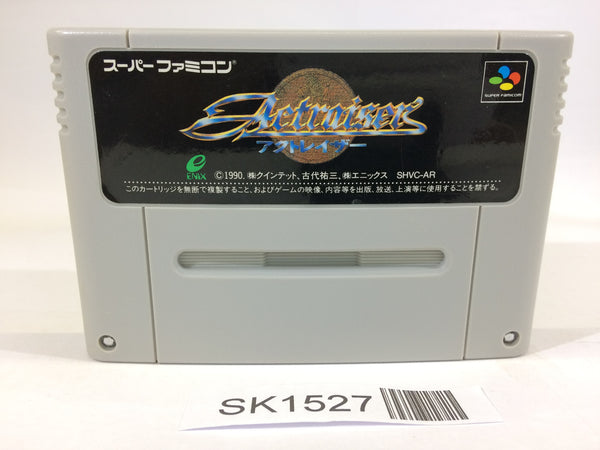 スーパーファミコン®
SUPER FAMICOM
Actraiser
アクトレイザー
ENIX
©1990. ㈱クインテット、古代祐三、㈱エニックス SHVC-AR
このカートリッジを無断で複製すること、およびゲームの映像、内容等を出版、放送、上演等に使用することを禁ず。
SK1527